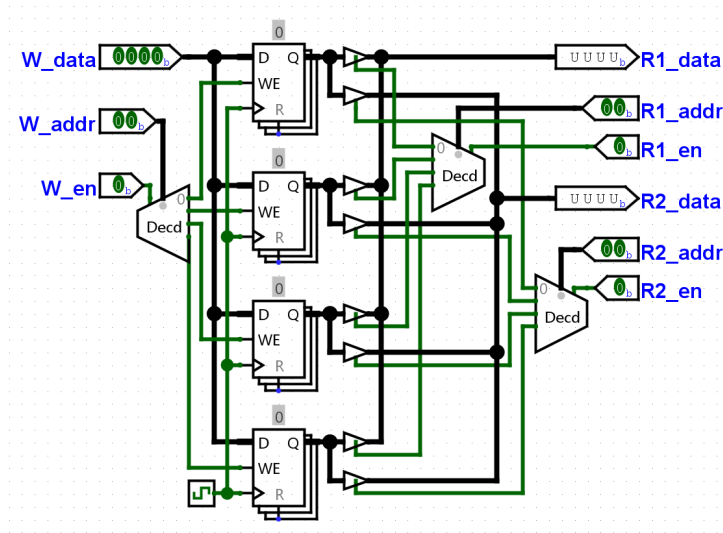 0
W_data 0000b D Q UUUUb R1_data
WE
R 00b R1_addr
W_addr 00b
0 0b R1_en
0 Decd
W_en 0b D Q UUUUb R2_data
0 WE
Decd R 00b R2_addr
0 0b R2_en
0
D Q Decd
WE
R
0
D Q
WE
R